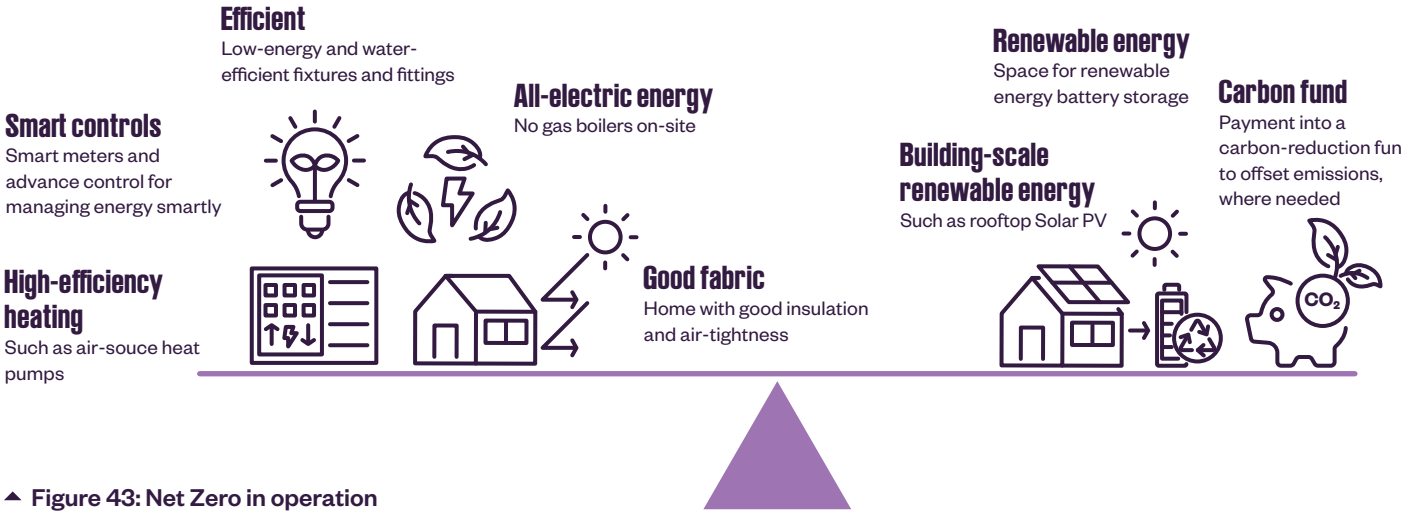 Efficient
Low-energy and water-
efficient fixtures and fittings
All-electric energy
No gas boilers on-site
Smart controls
Smart meters and
advance control for
managing energy smartly
High-efficiency
heating
Such as air-souce heat
pumps
Good fabric
Home with good insulation
and air-tightness
Renewable energy
Space for renewable
energy battery storage
Building-scale
renewable energy
Such as rooftop Solar PV
Carbon fund
Payment into a
carbon-reduction fun
to offset emissions,
where needed
CO₂
Figure 43: Net Zero in operation